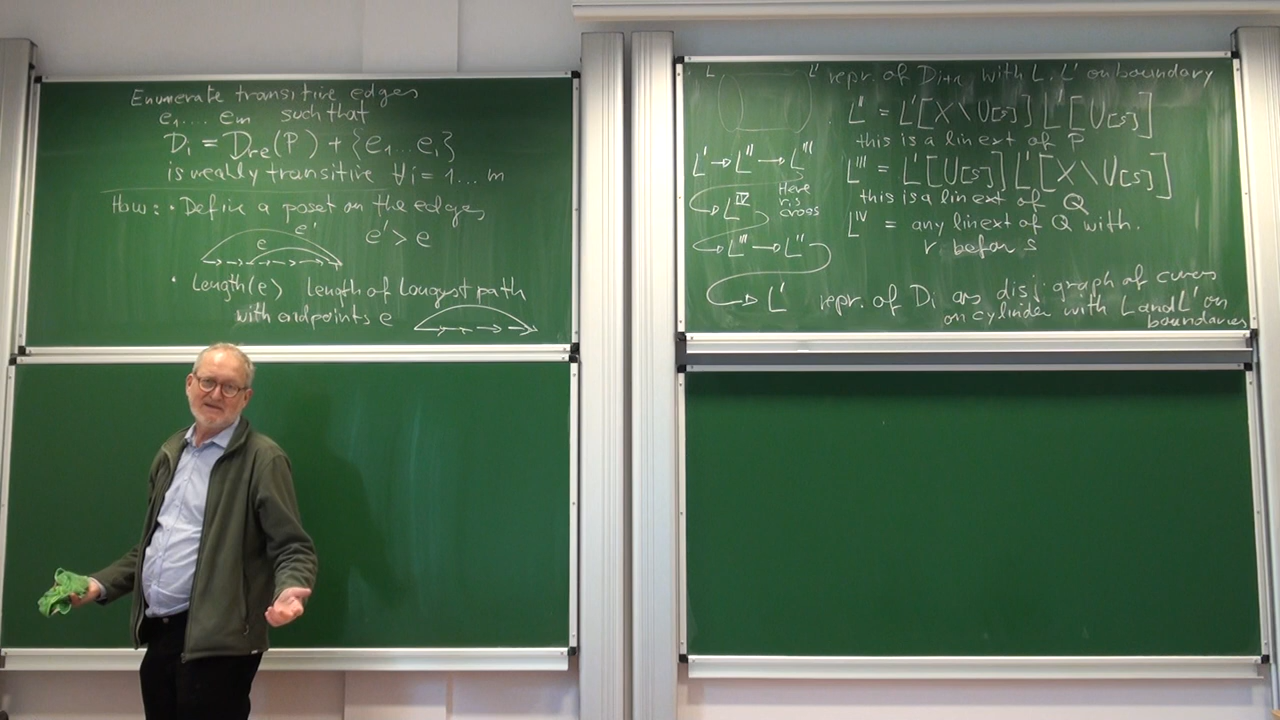 Enumerate transitive edges
e1.... em such that
Di = Dre(P) + {e1...ei}
is weakly transitive ∀i = 1... m
How: • Define a poset on the edges
e' > e
e e'
• Length(e) Length of Longest path
with endpoints e
L L' repr. of Di+1 with L, L' on boundary
L'' = L'[X\U[s]] L'[U[s]]
this is a lin ext of P
L''' = L'[U[s]] L'[X\U[s]]
this is a lin ext of Q
L^IV = any lin ext of Q with
r befor s
L' → L'' → L'''
Here
r, s
cross
→ L^IV
→ L''' → L''
→ L' repr. of Di as disj. graph of curves
on cylinder with L and L' on
boundaries